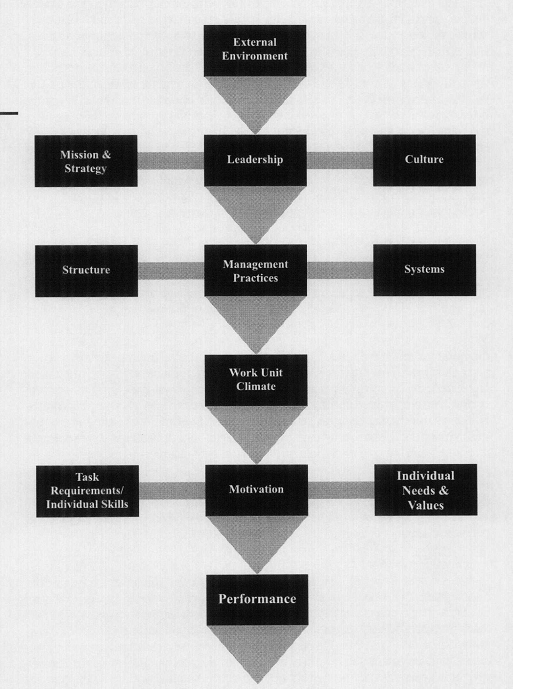 External
Environment
Mission &
Strategy
Leadership
Culture
Structure
Management
Practices
Systems
Work Unit
Climate
Task
Requirements/
Individual Skills
Motivation
Individual
Needs &
Values
Performance